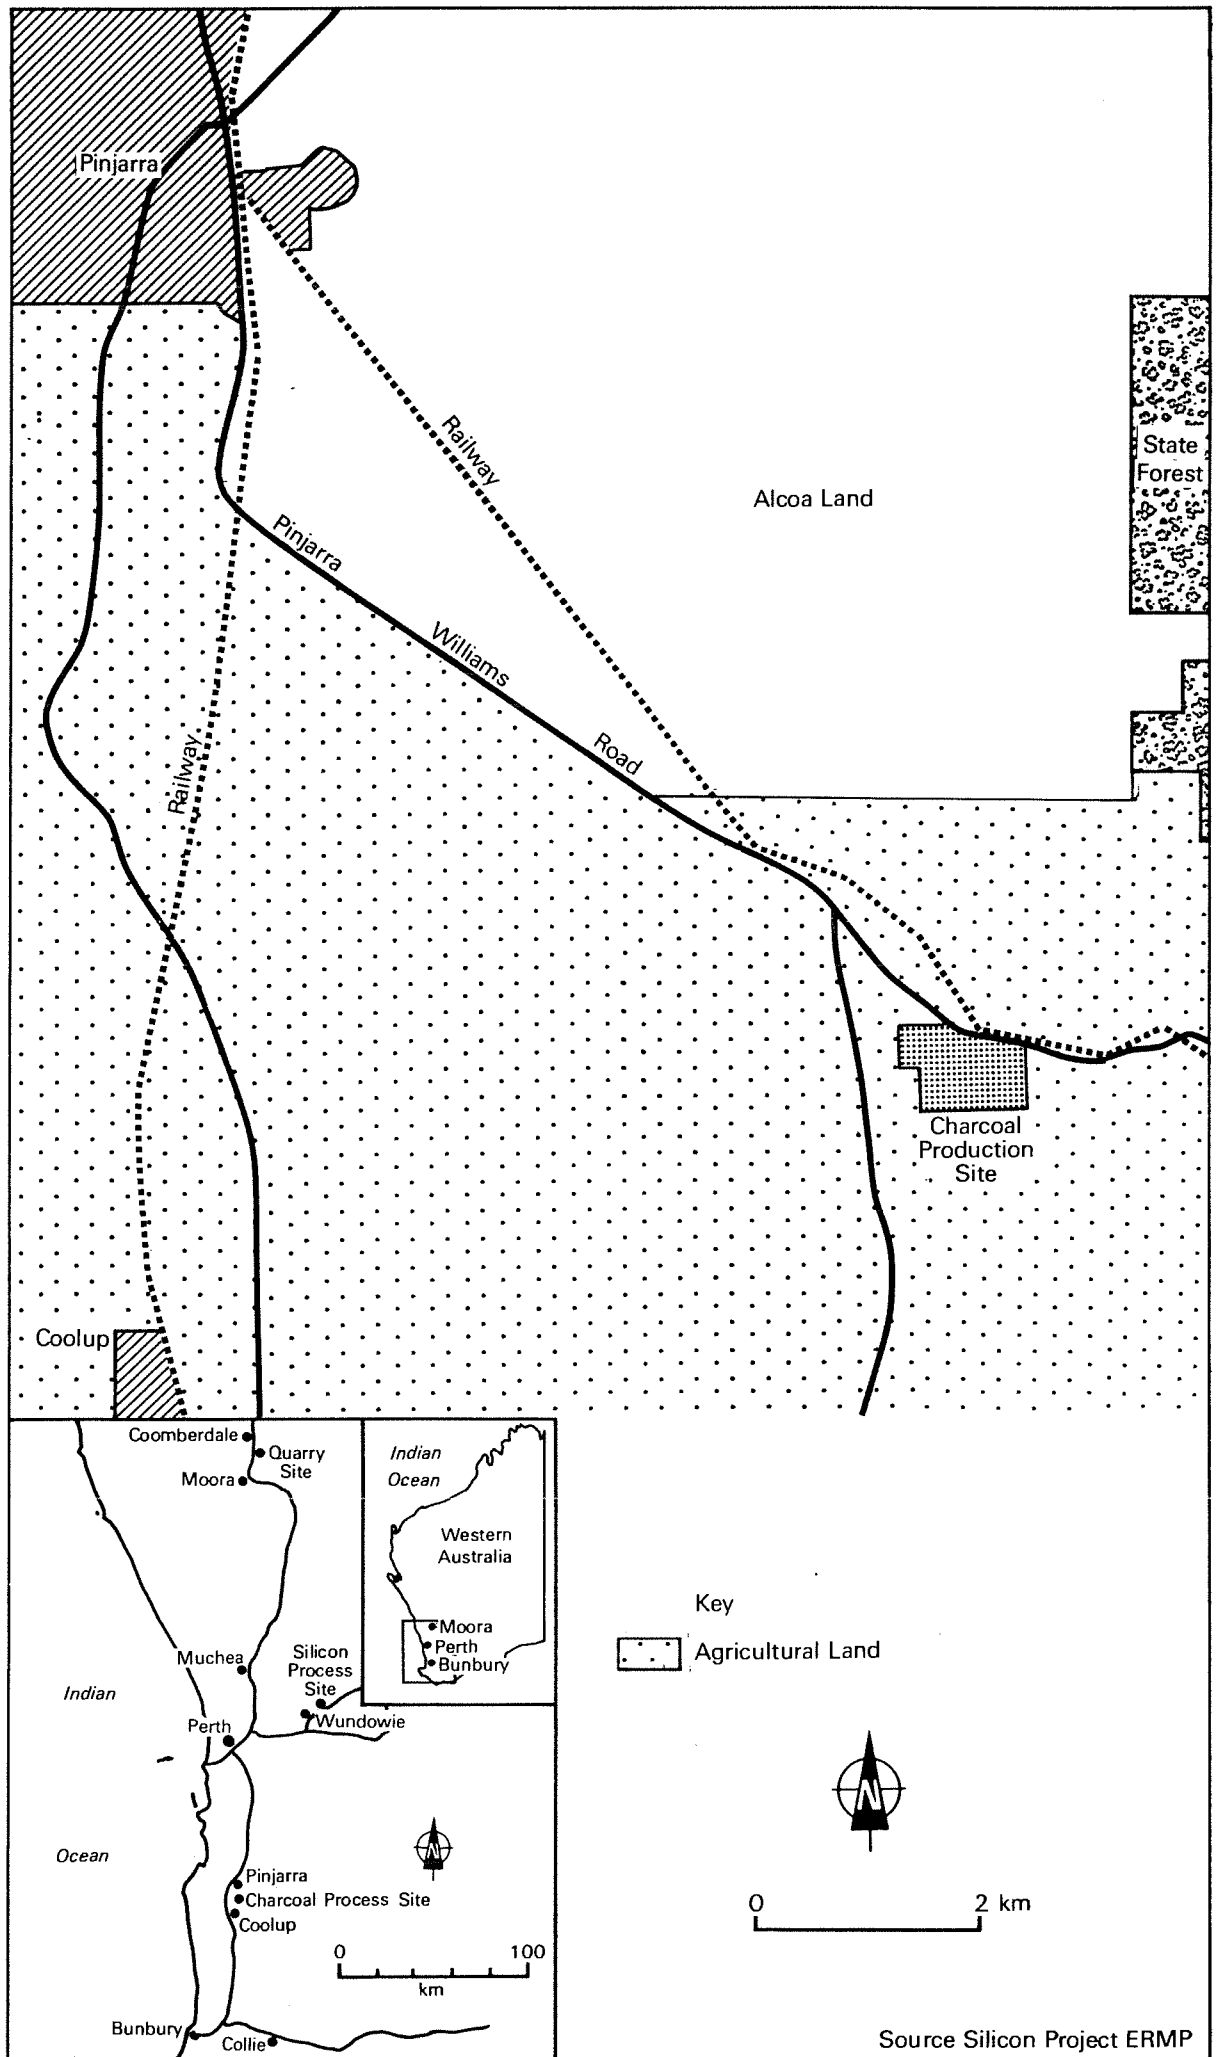 Pinjarra
Railway
State
Forest
Alcoa Land
Pinjarra
Williams
Road
Railway
Charcoal
Production
Site
Coolup
Coomberdale
Quarry
Site
Moora
Indian
Ocean
Western
Australia
Moora
Perth
Bunbury
Key
Agricultural Land
Muchea
Silicon
Process
Site
Indian
Wundowie
Perth
N
N
Ocean
Pinjarra
Charcoal Process Site
Coolup
0 2 km
0 100
km
Bunbury
Collie
Source Silicon Project ERMP